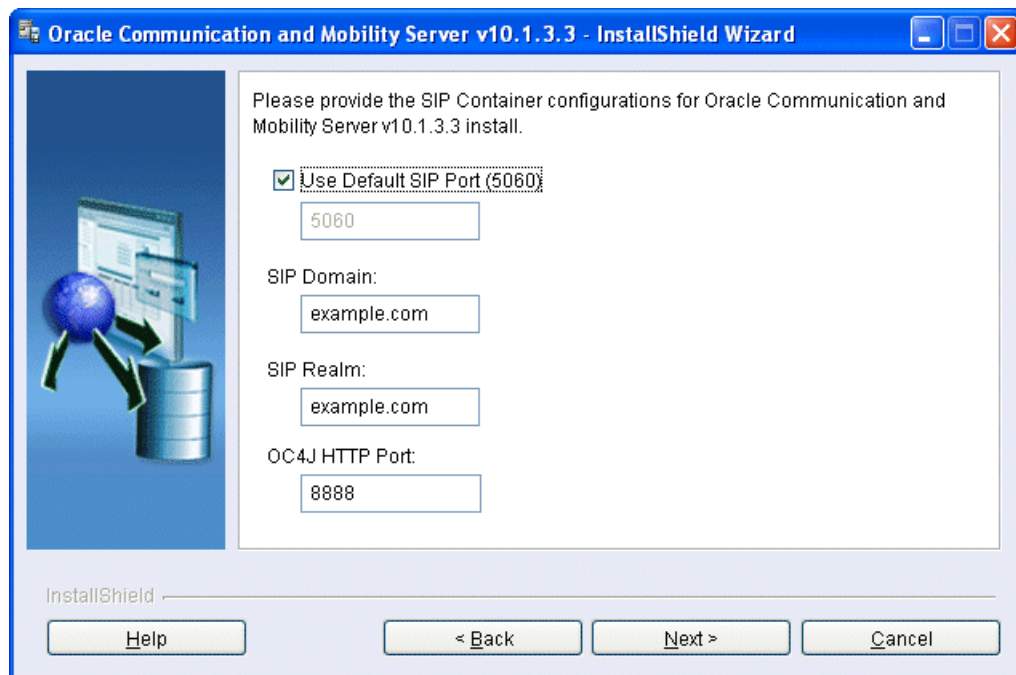 Oracle Communication and Mobility Server v10.1.3.3 - InstallShield Wizard
Please provide the SIP Container configurations for Oracle Communication and
Mobility Server v10.1.3.3 install.
Use Default SIP Port (5060)
5060
SIP Domain:
example.com
SIP Realm:
example.com
OC4J HTTP Port:
8888
InstallShield
Help
< Back
Next >
Cancel